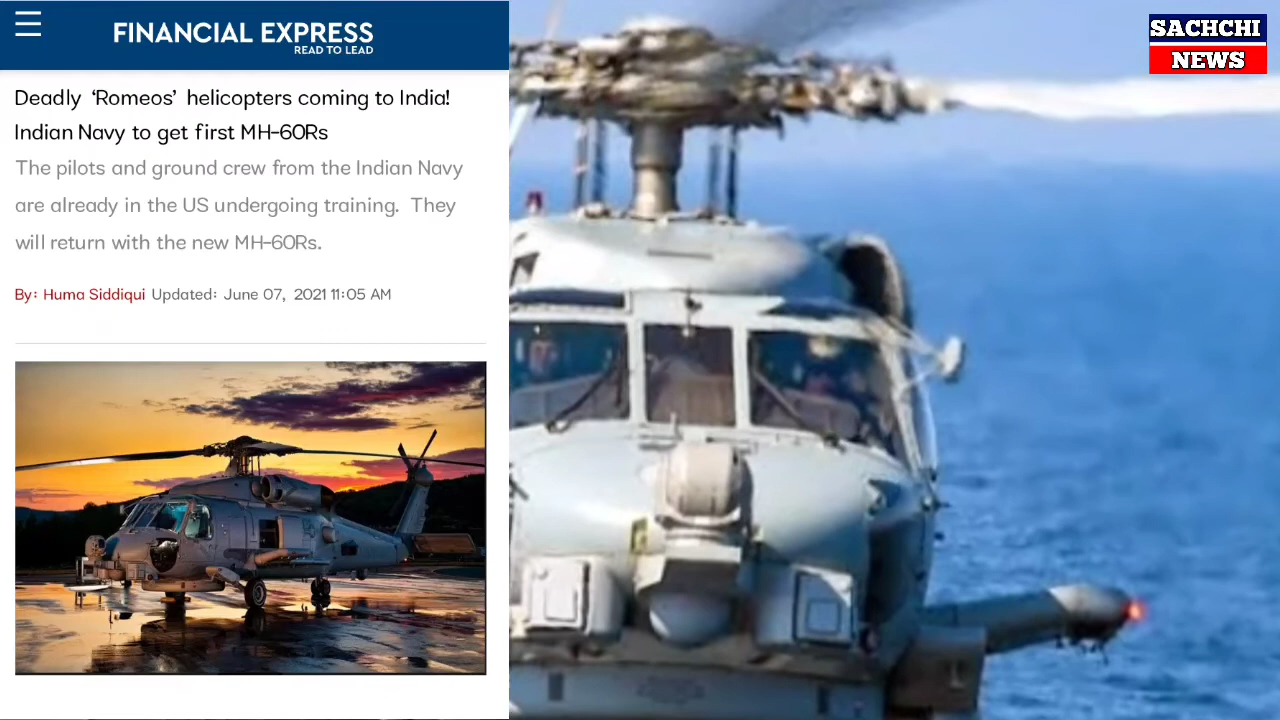 FINANCIAL EXPRESS
READ TO LEAD
Deadly ‘Romeos’ helicopters coming to India!
Indian Navy to get first MH-60Rs
The pilots and ground crew from the Indian Navy
are already in the US undergoing training. They
will return with the new MH-60Rs.
By: Huma Siddiqui Updated: June 07, 2021 11:05 AM
SACHCHI
NEWS